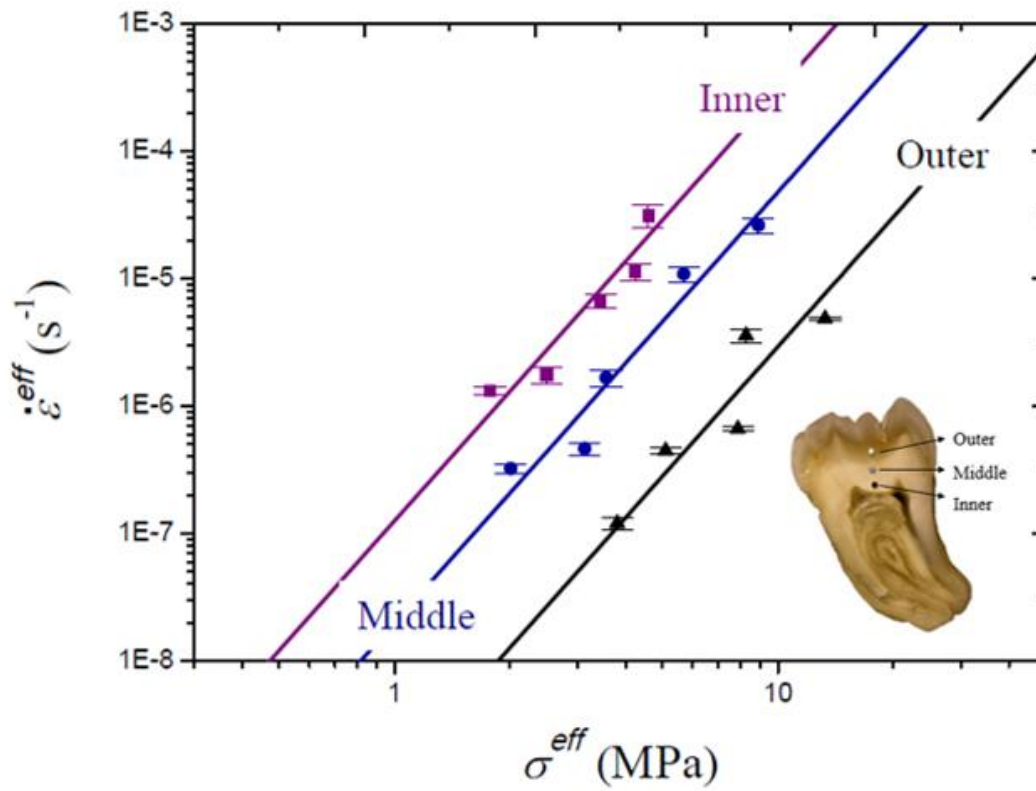 1E-3
1E-4
1E-5
1E-6
1E-7
1E-8
Inner
Outer
Middle
Outer
Middle
Inner
1 10
ε̇^eff (s⁻¹)
σ^eff (MPa)